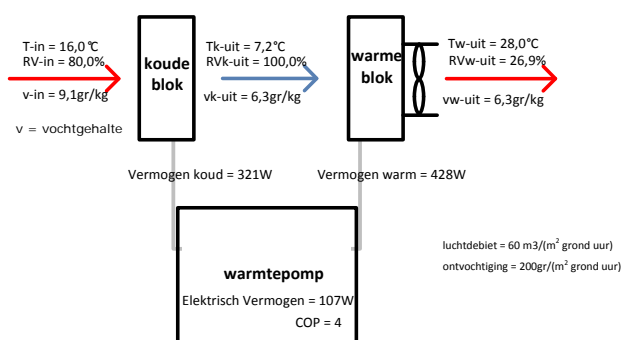 T-in = 16,0 °C
RV-in = 80,0%
v-in = 9,1gr/kg
v = vochtgehalte
koude
blok
Tk-uit = 7,2°C
RVk-uit = 100,0%
vk-uit = 6,3gr/kg
warme
blok
Tw-uit = 28,0°C
RVw-uit = 26,9%
vw-uit = 6,3gr/kg
Vermogen koud = 321W
Vermogen warm = 428W
warmtepomp
Elektrisch Vermogen = 107W
COP = 4
luchtdebiet = 60 m3/(m² grond uur)
ontvochtiging = 200gr/(m² grond uur)